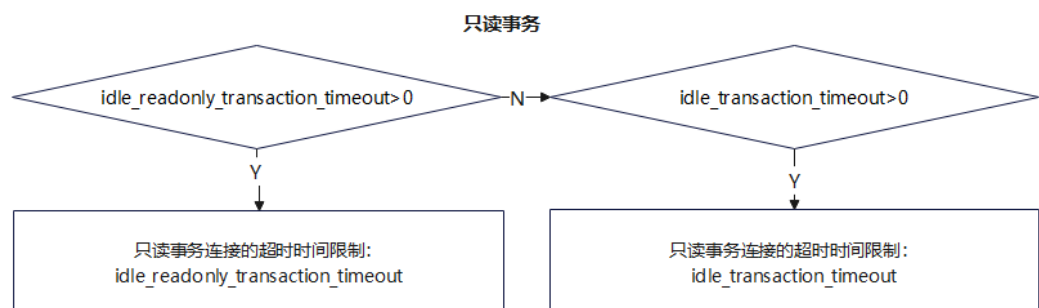 只读事务
idle_readonly_transaction_timeout>0
N
idle_transaction_timeout>0
Y
Y
只读事务连接的超时时间限制：
idle_readonly_transaction_timeout
只读事务连接的超时时间限制：
idle_transaction_timeout